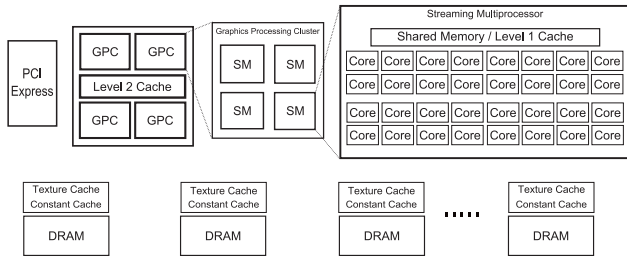 Streaming Multiprocessor
Graphics Processing Cluster
Shared Memory / Level 1 Cache
GPC GPC
SM SM
Core Core Core Core Core Core Core Core
PCI
Express
Level 2 Cache
Core Core Core Core Core Core Core Core
GPC GPC
SM SM
Core Core Core Core Core Core Core Core
Core Core Core Core Core Core Core Core
Texture Cache
Constant Cache
DRAM
Texture Cache
Constant Cache
DRAM
Texture Cache
Constant Cache
DRAM
Texture Cache
Constant Cache
DRAM